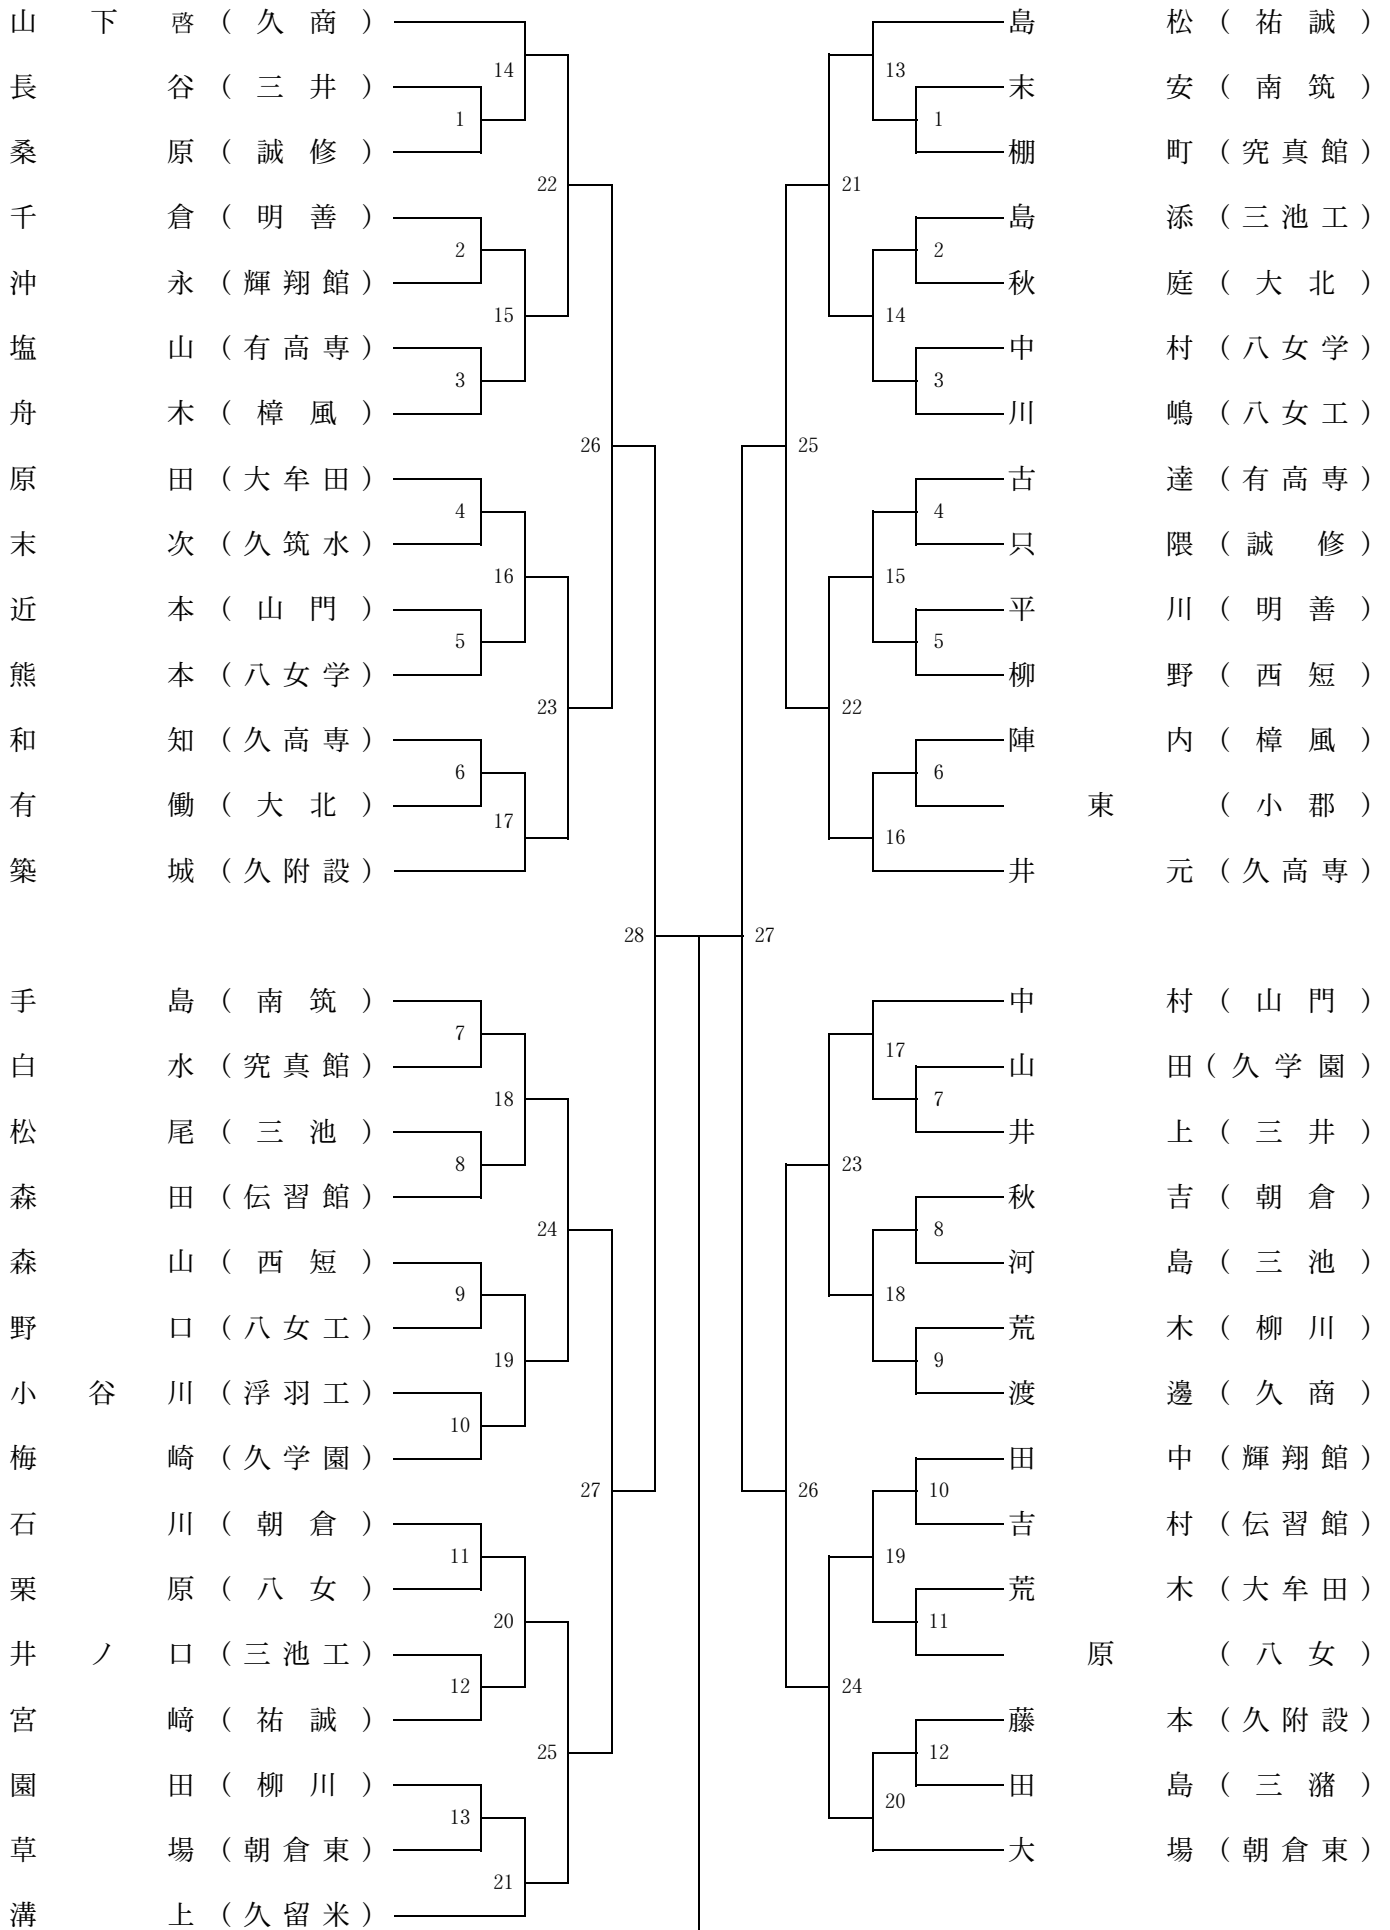 山下啓(久商) 島松(祐誠)
14 13
長谷(三井) 末安(南筑)
1 1
桑原(誠修) 棚町(究真館)
22 21
千倉(明善) 島添(三池工)
2 2
沖永(輝翔館) 秋庭(大北)
15 14
塩山(有高専) 中村(八女学)
3 3
舟木(樟風) 川嶋(八女工)
26 25
原田(大牟田) 古達(有高専)
4 4
末次(久筑水) 只隈(誠修)
16 15
近本(山門) 平川(明善)
5 5
熊本(八女学) 柳野(西短)
23 22
和知(久高専) 陣内(樟風)
6 6
有働(大北) 東(小郡)
17 16
築城(久附設) 井元(久高専)
28 27
手島(南筑) 中村(山門)
7 17
白水(究真館) 山田(久学園)
18 7
松尾(三池) 井上(三井)
8 23
森田(伝習館) 秋吉(朝倉)
24 8
森山(西短) 河島(三池)
9 18
野口(八女工) 荒木(柳川)
19 9
小谷川(浮羽工) 渡邊(久商)
10
梅崎(久学園) 田中(輝翔館)
27 26 10
石川(朝倉) 吉村(伝習館)
11 19
栗原(八女) 荒木(大牟田)
20 11
井ノ口(三池工) 原(八女)
12 24
宮﨑(祐誠) 藤本(久附設)
25 12
園田(柳川) 田島(三潴)
13 20
草場(朝倉東) 大場(朝倉東)
21
溝上(久留米)